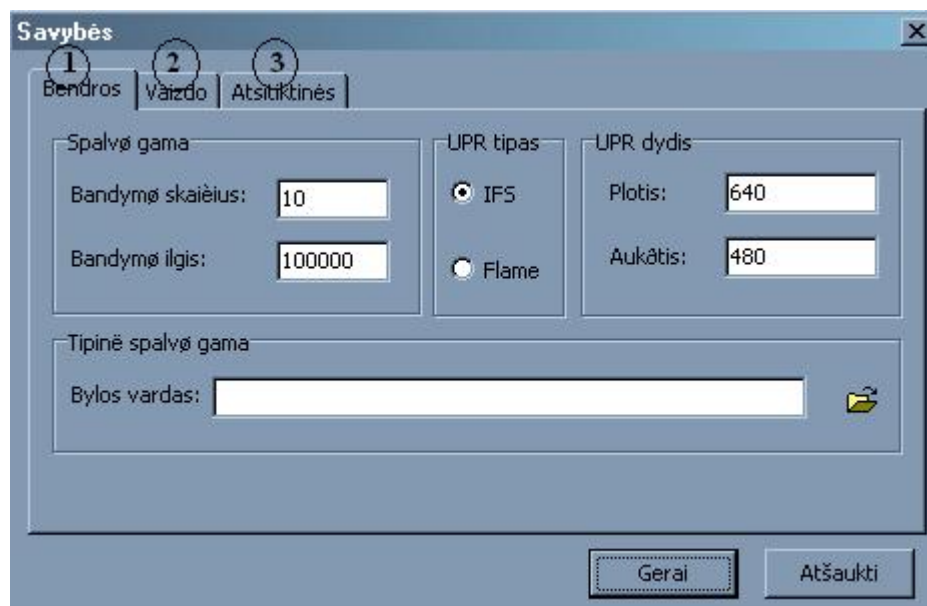 Savybės
1 2 3
Bendros Vaizdo Atsitiktinės
Spalvø gama UPR tipas UPR dydis
Bandymø skaièius: 10 IFS Plotis: 640
Bandymø ilgis: 100000 Flame Aukâtis: 480
Tipinë spalvø gama
Bylos vardas:
Gerai Atšaukti